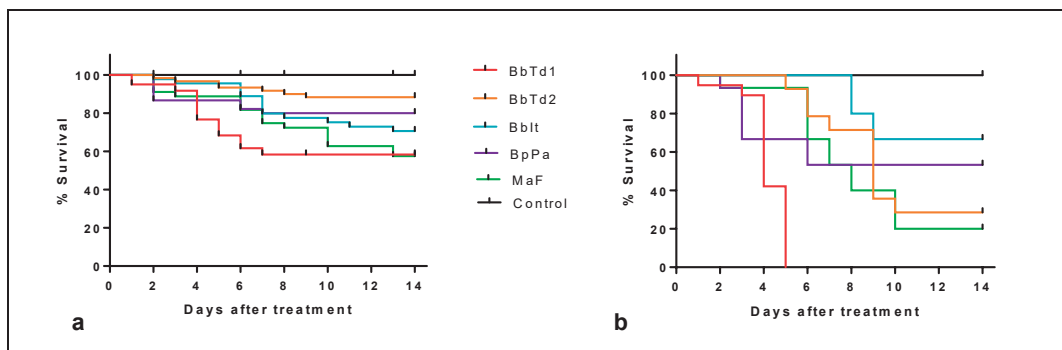 100
80
60
40
20
0
% Survival
0 2 4 6 8 10 12 14
Days after treatment
a
BbTd1
BbTd2
BbIt
BpPa
MaF
Control
100
80
60
40
20
0
% Survival
0 2 4 6 8 10 12 14
Days after treatment
b